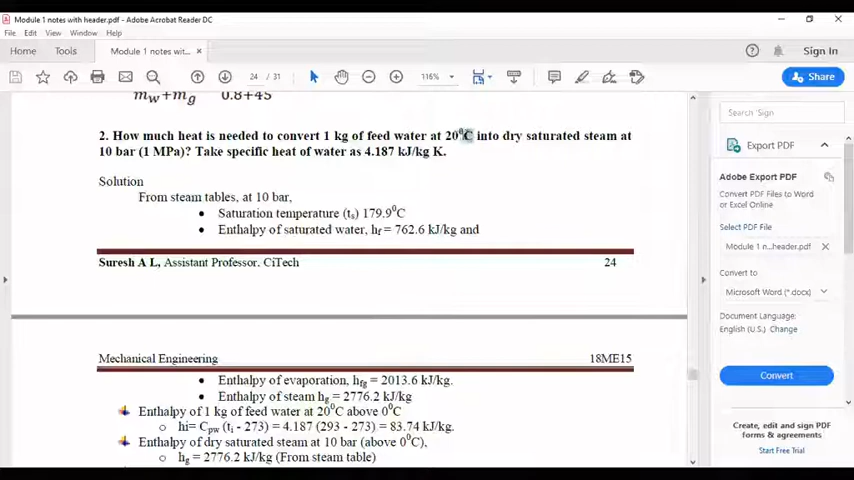 Module 1 notes with header.pdf - Adobe Acrobat Reader DC
File Edit View Window Help
Home Tools Module 1 notes wit... × Sign In
24 / 31 116% Share
m_w+m_g 0.8+45
2. How much heat is needed to convert 1 kg of feed water at 20⁰C into dry saturated steam at
10 bar (1 MPa)? Take specific heat of water as 4.187 kJ/kg K.
Solution
From steam tables, at 10 bar,
• Saturation temperature (t_s) 179.9⁰C
• Enthalpy of saturated water, h_f = 762.6 kJ/kg and
Suresh A L, Assistant Professor. CiTech 24
Mechanical Engineering 18ME15
• Enthalpy of evaporation, h_fg = 2013.6 kJ/kg.
• Enthalpy of steam h_g = 2776.2 kJ/kg
Enthalpy of 1 kg of feed water at 20⁰C above 0⁰C
o hi= C_pw (t_i - 273) = 4.187 (293 - 273) = 83.74 kJ/kg.
Enthalpy of dry saturated steam at 10 bar (above 0⁰C),
o h_g = 2776.2 kJ/kg (From steam table)
Search 'Sign
Export PDF
Adobe Export PDF
Convert PDF Files to Word
or Excel Online
Select PDF File
Module 1 n...header.pdf ×
Convert to
Microsoft Word (*.docx)
Document Language:
English (U.S.) Change
Convert
Create, edit and sign PDF
forms & agreements
Start Free Trial